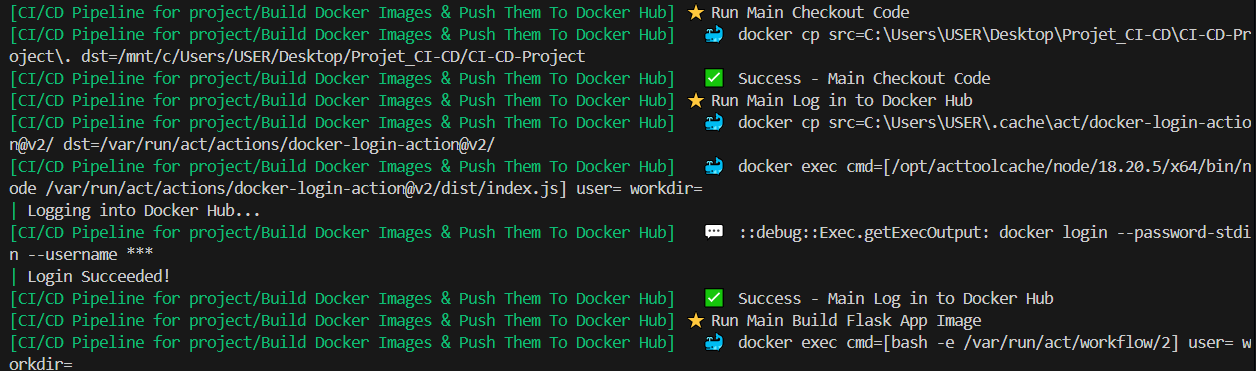 [CI/CD Pipeline for project/Build Docker Images & Push Them To Docker Hub] ⭐ Run Main Checkout Code
[CI/CD Pipeline for project/Build Docker Images & Push Them To Docker Hub]   🐳  docker cp src=C:\Users\USER\Desktop\Projet_CI-CD\CI-CD-Pr
oject\. dst=/mnt/c/Users/USER/Desktop/Projet_CI-CD/CI-CD-Project
[CI/CD Pipeline for project/Build Docker Images & Push Them To Docker Hub]   ✅  Success - Main Checkout Code
[CI/CD Pipeline for project/Build Docker Images & Push Them To Docker Hub] ⭐ Run Main Log in to Docker Hub
[CI/CD Pipeline for project/Build Docker Images & Push Them To Docker Hub]   🐳  docker cp src=C:\Users\USER\.cache\act/docker-login-actio
n@v2/ dst=/var/run/act/actions/docker-login-action@v2/
[CI/CD Pipeline for project/Build Docker Images & Push Them To Docker Hub]   🐳  docker exec cmd=[/opt/acttoolcache/node/18.20.5/x64/bin/n
ode /var/run/act/actions/docker-login-action@v2/dist/index.js] user= workdir=
| Logging into Docker Hub...
[CI/CD Pipeline for project/Build Docker Images & Push Them To Docker Hub]   💬  ::debug::Exec.getExecOutput: docker login --password-stdi
n --username ***
| Login Succeeded!
[CI/CD Pipeline for project/Build Docker Images & Push Them To Docker Hub]   ✅  Success - Main Log in to Docker Hub
[CI/CD Pipeline for project/Build Docker Images & Push Them To Docker Hub] ⭐ Run Main Build Flask App Image
[CI/CD Pipeline for project/Build Docker Images & Push Them To Docker Hub]   🐳  docker exec cmd=[bash -e /var/run/act/workflow/2] user= w
orkdir=